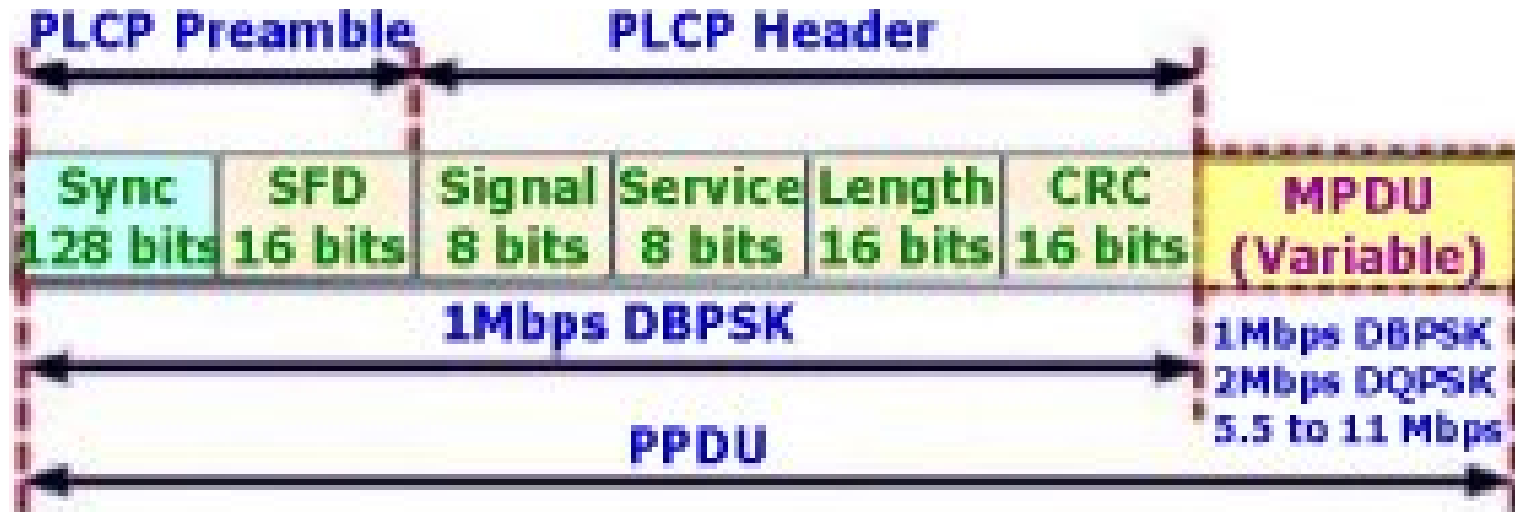 PLCP Preamble PLCP Header
Sync SFD Signal Service Length CRC MPDU
128 bits 16 bits 8 bits 8 bits 16 bits 16 bits (Variable)
1Mbps DBPSK
1Mbps DBPSK
2Mbps DQPSK
5.5 to 11 Mbps
PPDU